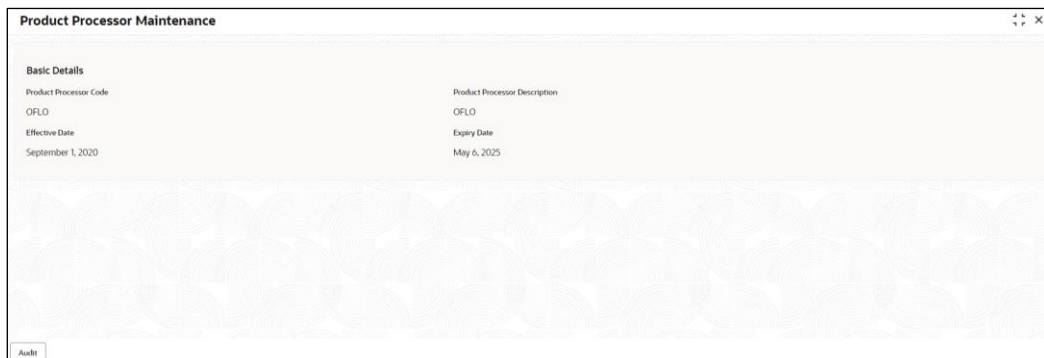 Product Processor Maintenance
Basic Details
Product Processor Code Product Processor Description
OFLO OFLO
Effective Date Expiry Date
September 1, 2020 May 6, 2025
Audit